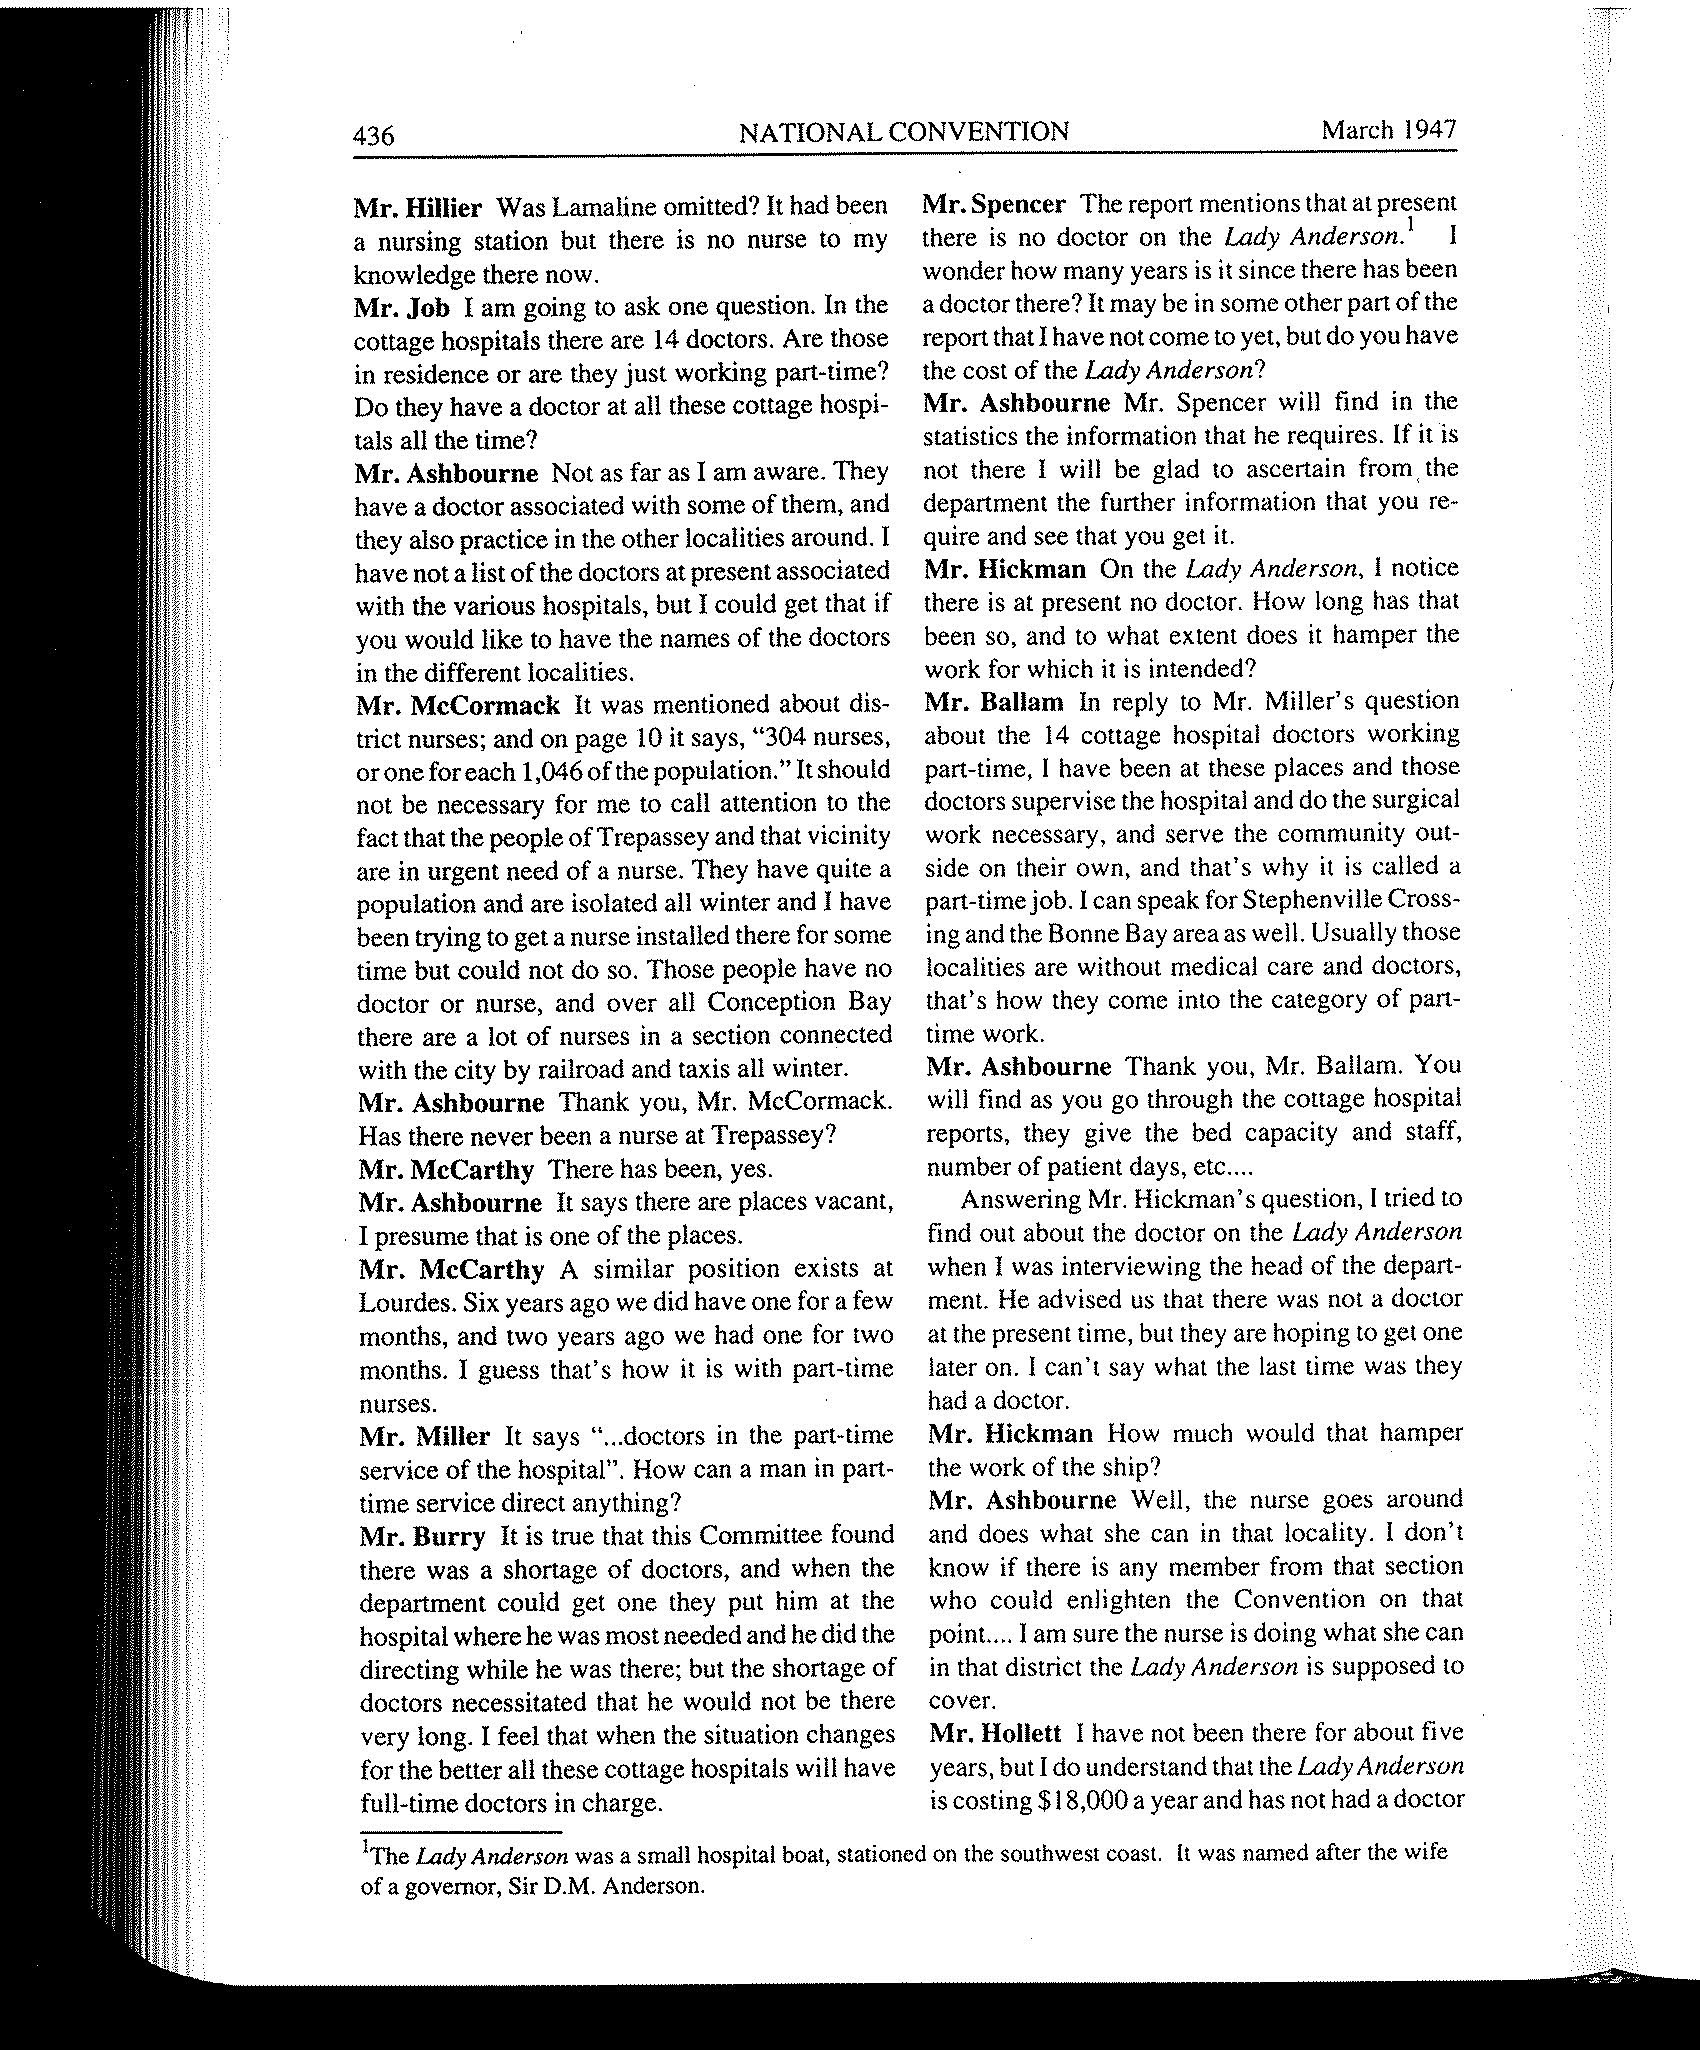 436
NATIONAL CONVENTION
March 1947
Mr. Hillier Was Lamaline omitted? It had been
a nursing station but there is no nurse to my
knowledge there now.
Mr. Job I am going to ask one question. In the
cottage hospitals there are 14 doctors. Are those
in residence or are they just working part-time?
Do they have a doctor at all these cottage hospi-
tals all the time?
Mr. Ashbourne Not as far as I am aware. They
have a doctor associated with some of them, and
they also practice in the other localities around. I
have not a list of the doctors at present associated
with the various hospitals, but I could get that if
you would like to have the names of the doctors
in the different localities.
Mr. McCormack It was mentioned about dis-
trict nurses; and on page 10 it says, "304 nurses,
or one for each 1,046 of the population." It should
not be necessary for me to call attention to the
fact that the people of Trepassey and that vicinity
are in urgent need of a nurse. They have quite a
population and are isolated all winter and I have
been trying to get a nurse installed there for some
time but could not do so. Those people have no
doctor or nurse, and over all Conception Bay
there are a lot of nurses in a section connected
with the city by railroad and taxis all winter.
Mr. Ashbourne Thank you, Mr. McCormack.
Has there never been a nurse at Trepassey?
Mr. McCarthy There has been, yes.
Mr. Ashbourne It says there are places vacant,
I presume that is one of the places.
Mr. McCarthy A similar position exists at
Lourdes. Six years ago we did have one for a few
months, and two years ago we had one for two
months. I guess that's how it is with part-time
nurses.
Mr. Miller It says "...doctors in the part-time
service of the hospital". How can a man in part-
time service direct anything?
Mr. Burry It is true that this Committee found
there was a shortage of doctors, and when the
department could get one they put him at the
hospital where he was most needed and he did the
directing while he was there; but the shortage of
doctors necessitated that he would not be there
very long. I feel that when the situation changes
for the better all these cottage hospitals will have
full-time doctors in charge.
Mr. Spencer The report mentions that at present
there is no doctor on the Lady Anderson.1 I
wonder how many years is it since there has been
a doctor there? It may be in some other part of the
report that I have not come to yet, but do you have
the cost of the Lady Anderson?
Mr. Ashbourne Mr. Spencer will find in the
statistics the information that he requires. If it is
not there I will be glad to ascertain from the
department the further information that you re-
quire and see that you get it.
Mr. Hickman On the Lady Anderson, I notice
there is at present no doctor. How long has that
been so, and to what extent does it hamper the
work for which it is intended?
Mr. Ballam In reply to Mr. Miller's question
about the 14 cottage hospital doctors working
part-time, I have been at these places and those
doctors supervise the hospital and do the surgical
work necessary, and serve the community out-
side on their own, and that's why it is called a
part-time job. I can speak for Stephenville Cross-
ing and the Bonne Bay area as well. Usually those
localities are without medical care and doctors,
that's how they come into the category of part-
time work.
Mr. Ashbourne Thank you, Mr. Ballam. You
will find as you go through the cottage hospital
reports, they give the bed capacity and staff,
number of patient days, etc....
Answering Mr. Hickman's question, I tried to
find out about the doctor on the Lady Anderson
when I was interviewing the head of the depart-
ment. He advised us that there was not a doctor
at the present time, but they are hoping to get one
later on. I can't say what the last time was they
had a doctor.
Mr. Hickman How much would that hamper
the work of the ship?
Mr. Ashbourne Well, the nurse goes around
and does what she can in that locality. I don't
know if there is any member from that section
who could enlighten the Convention on that
point.... I am sure the nurse is doing what she can
in that district the Lady Anderson is supposed to
cover.
Mr. Hollett I have not been there for about five
years, but I do understand that the Lady Anderson
is costing $18,000 a year and has not had a doctor
1The Lady Anderson was a small hospital boat, stationed on the southwest coast. It was named after the wife
of a governor, Sir D.M. Anderson.